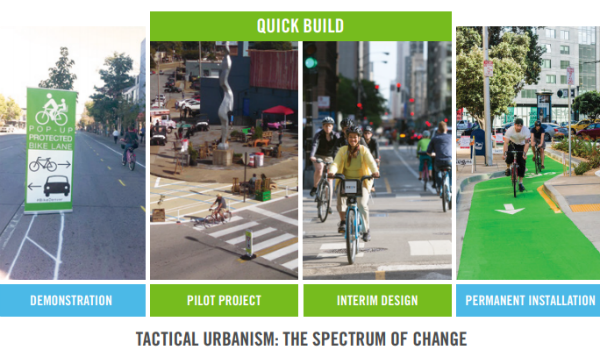 QUICK BUILD
POP-UP
PROTECTED
BIKE LANE
DEMONSTRATION
PILOT PROJECT
INTERIM DESIGN
PERMANENT INSTALLATION
TACTICAL URBANISM: THE SPECTRUM OF CHANGE